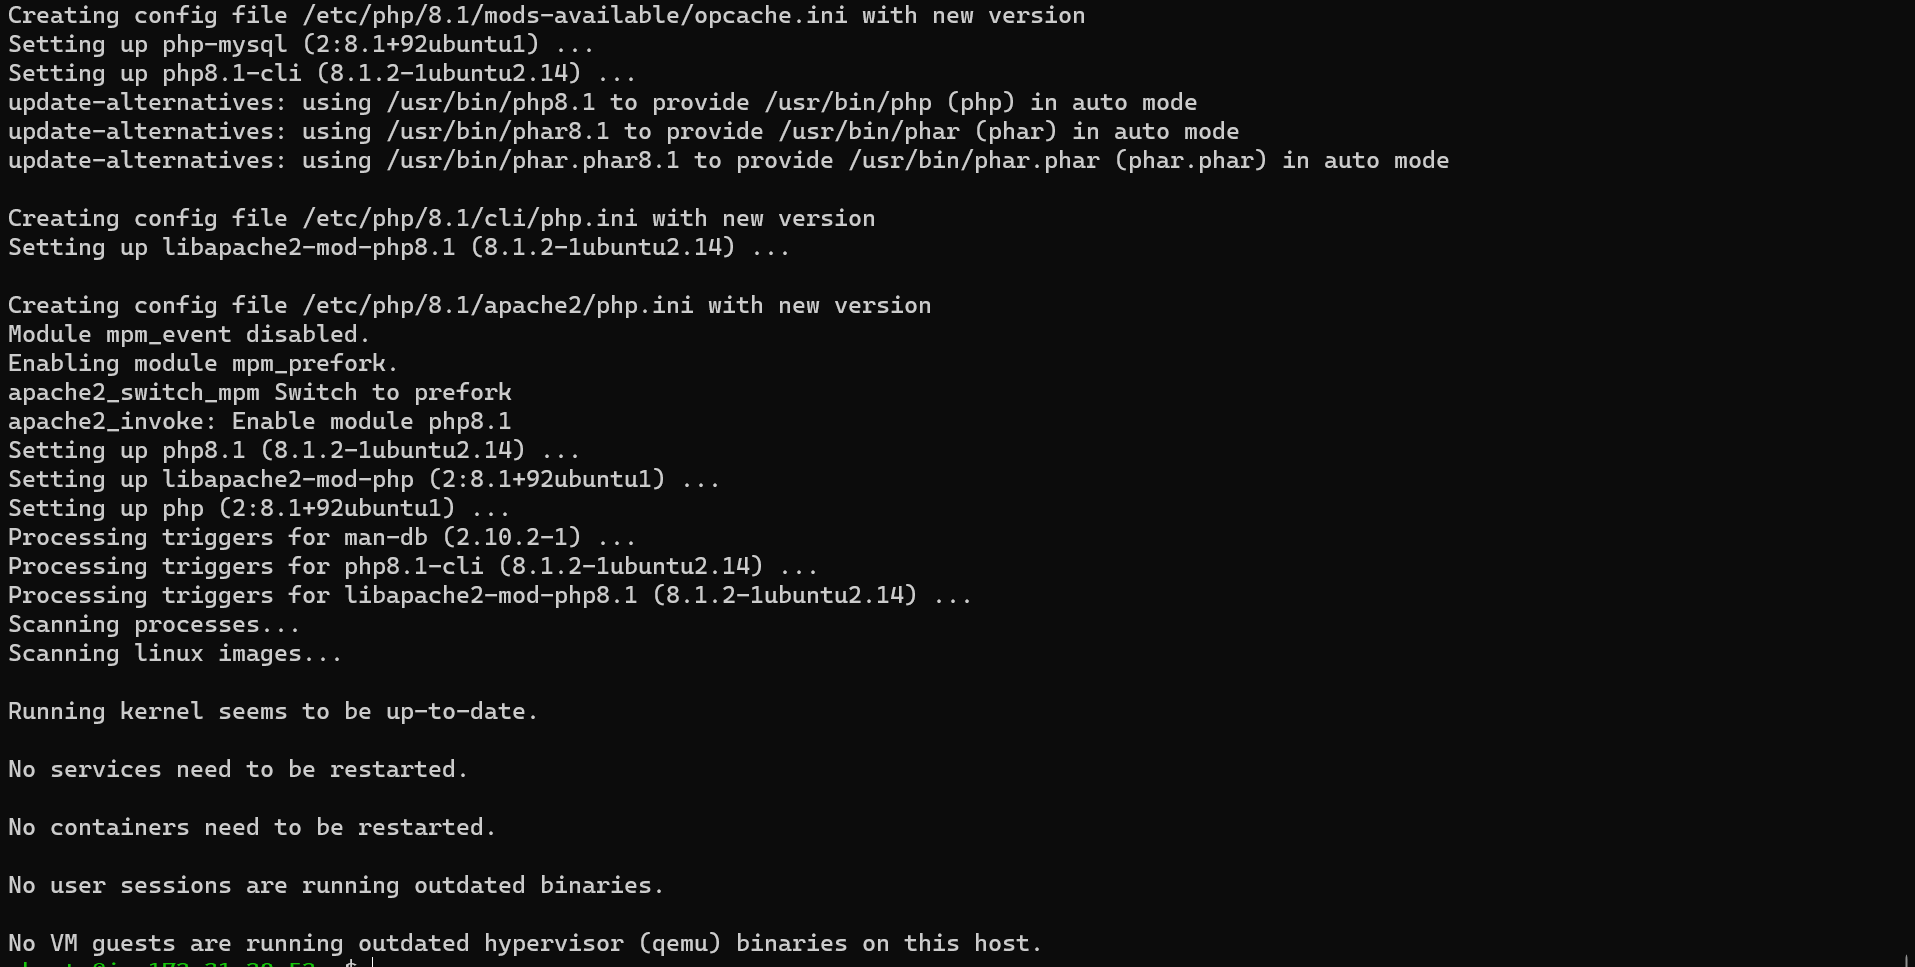 Creating config file /etc/php/8.1/mods-available/opcache.ini with new version
Setting up php-mysql (2:8.1+92ubuntu1) ...
Setting up php8.1-cli (8.1.2-1ubuntu2.14) ...
update-alternatives: using /usr/bin/php8.1 to provide /usr/bin/php (php) in auto mode
update-alternatives: using /usr/bin/phar8.1 to provide /usr/bin/phar (phar) in auto mode
update-alternatives: using /usr/bin/phar.phar8.1 to provide /usr/bin/phar.phar (phar.phar) in auto mode
Creating config file /etc/php/8.1/cli/php.ini with new version
Setting up libapache2-mod-php8.1 (8.1.2-1ubuntu2.14) ...
Creating config file /etc/php/8.1/apache2/php.ini with new version
Module mpm_event disabled.
Enabling module mpm_prefork.
apache2_switch_mpm Switch to prefork
apache2_invoke: Enable module php8.1
Setting up php8.1 (8.1.2-1ubuntu2.14) ...
Setting up libapache2-mod-php (2:8.1+92ubuntu1) ...
Setting up php (2:8.1+92ubuntu1) ...
Processing triggers for man-db (2.10.2-1) ...
Processing triggers for php8.1-cli (8.1.2-1ubuntu2.14) ...
Processing triggers for libapache2-mod-php8.1 (8.1.2-1ubuntu2.14) ...
Scanning processes...
Scanning linux images...
Running kernel seems to be up-to-date.
No services need to be restarted.
No containers need to be restarted.
No user sessions are running outdated binaries.
No VM guests are running outdated hypervisor (qemu) binaries on this host.